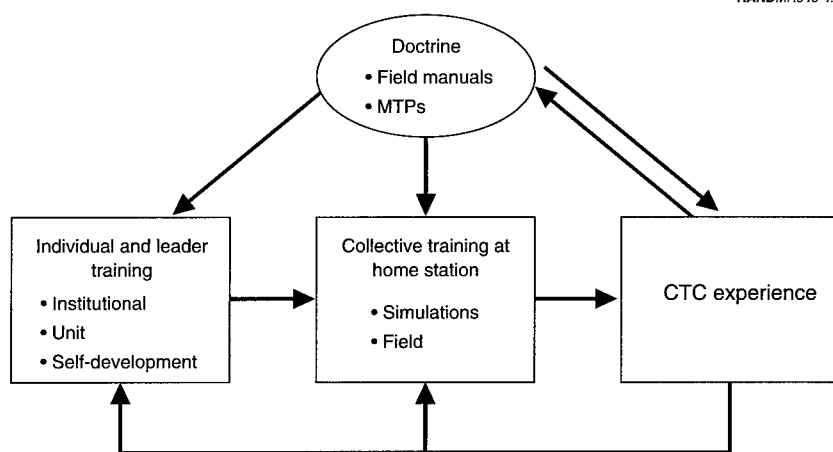 Doctrine
• Field manuals
• MTPs
Individual and leader
training
• Institutional
• Unit
• Self-development
Collective training at
home station
• Simulations
• Field
CTC experience